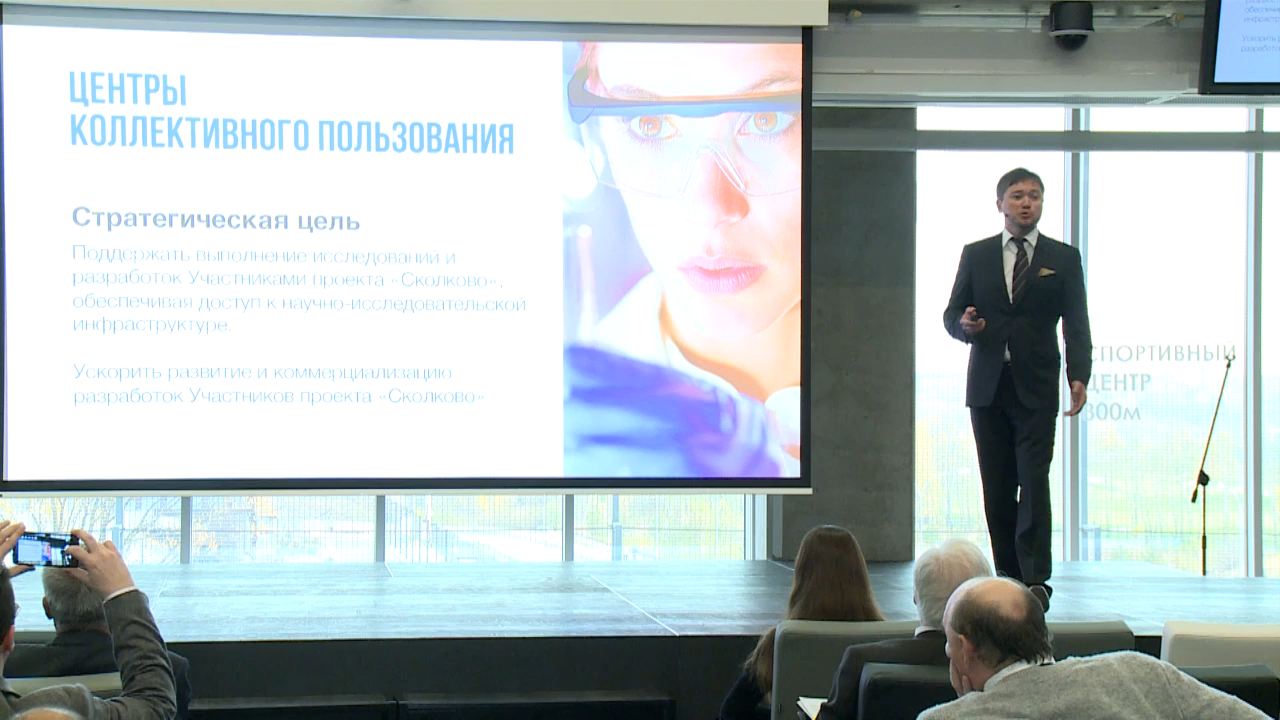 ЦЕНТРЫ
КОЛЛЕКТИВНОГО ПОЛЬЗОВАНИЯ
Стратегическая цель
Поддержать выполнение исследований и
разработок Участниками проекта «Сколково»,
обеспечивая доступ к научно-исследовательской
инфраструктуре.
Ускорить развитие и коммерциализацию
разработок Участников проекта «Сколково»
СПОРТИВНЫЙ
ЦЕНТР
300м